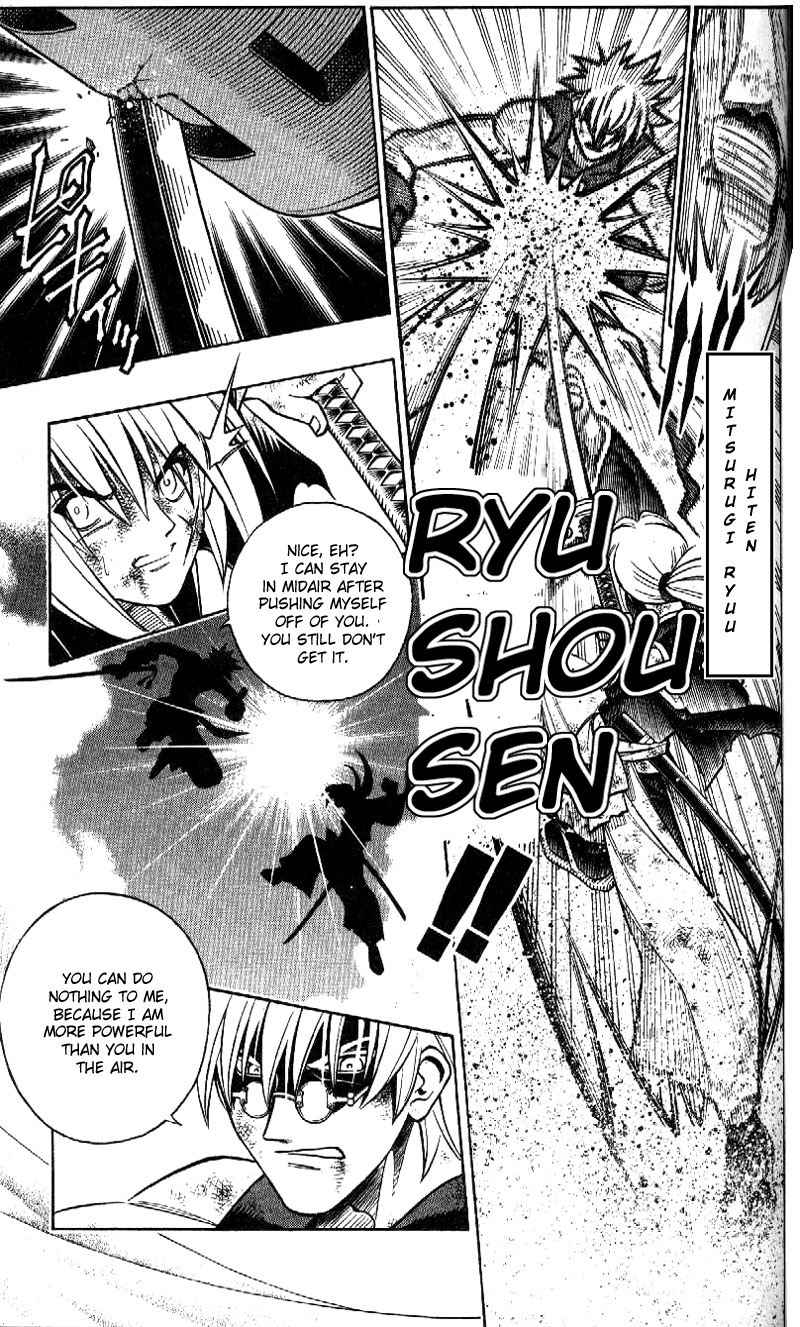 HITEN
MITSURUGI RYUU
RYU
SHOU
SEN
!!
NICE, EH?
I CAN STAY
IN MIDAIR AFTER
PUSHING MYSELF
OFF OF YOU.
YOU STILL DON'T
GET IT.
YOU CAN DO
NOTHING TO ME,
BECAUSE I AM
MORE POWERFUL
THAN YOU IN
THE AIR.